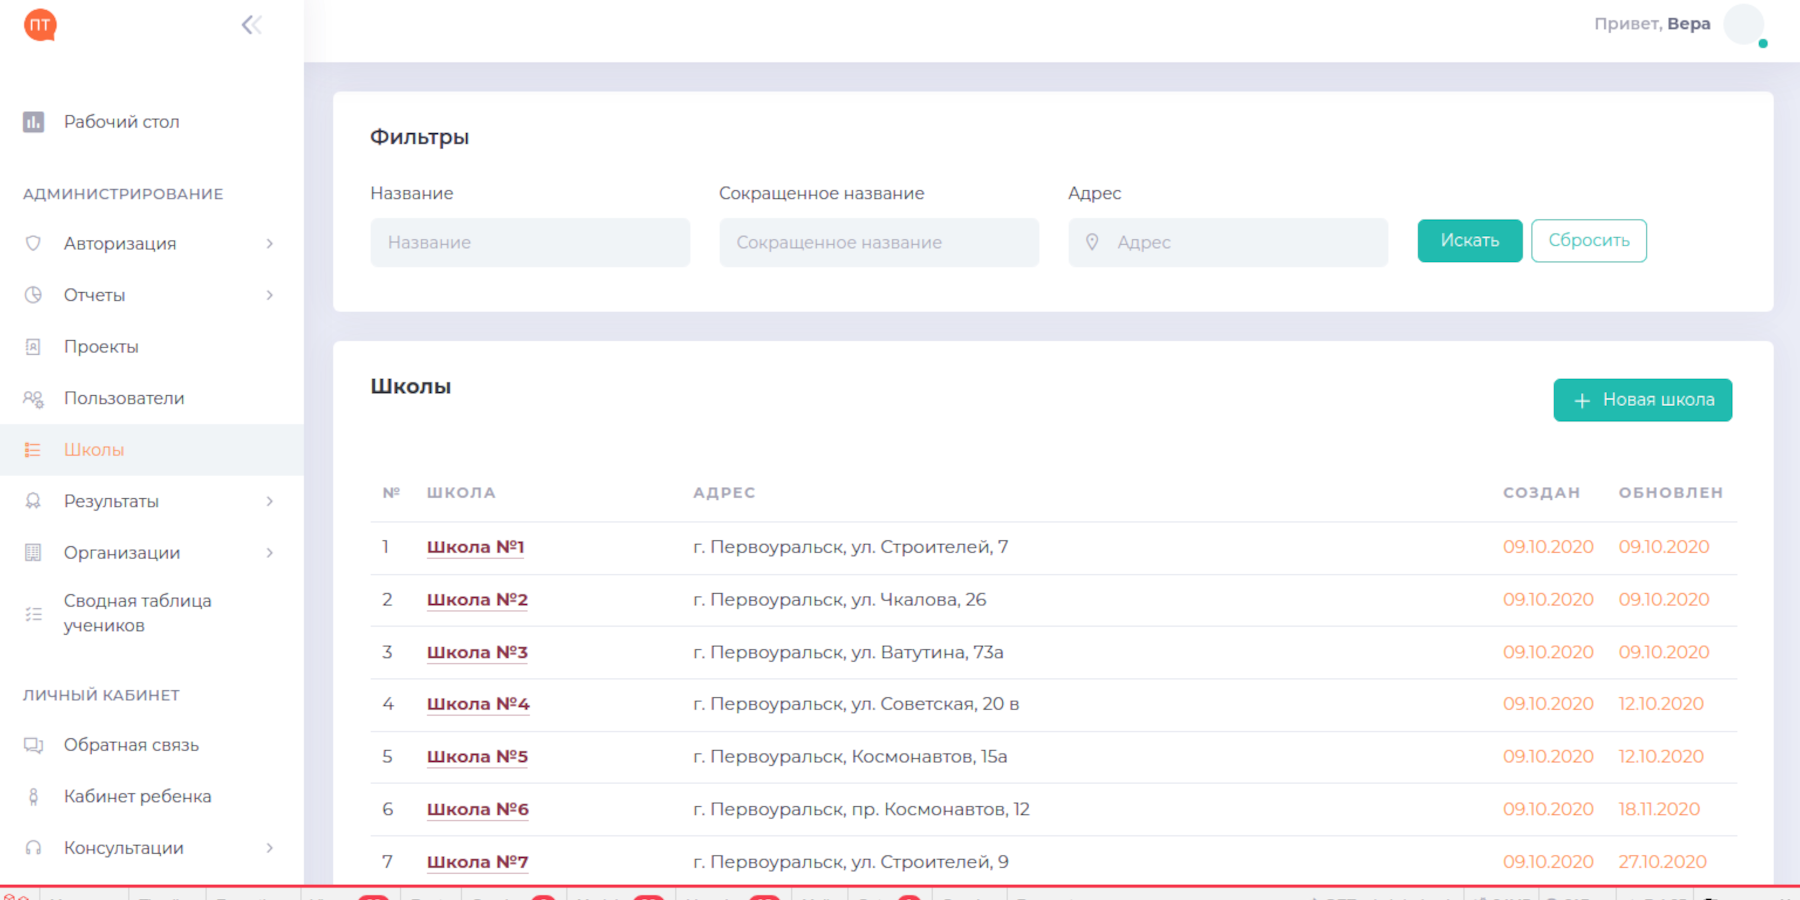 ПТ
Привет, Вера
Рабочий стол
АДМИНИСТРИРОВАНИЕ
Авторизация
Отчеты
Проекты
Пользователи
Школы
Результаты
Организации
Сводная таблица
учеников
ЛИЧНЫЙ КАБИНЕТ
Обратная связь
Кабинет ребенка
Консультации
Фильтры
Название Сокращенное название Адрес
Название Сокращенное название Адрес Искать Сбросить
Школы
+ Новая школа
№ ШКОЛА АДРЕС СОЗДАН ОБНОВЛЕН
1 Школа №1 г. Первоуральск, ул. Строителей, 7 09.10.2020 09.10.2020
2 Школа №2 г. Первоуральск, ул. Чкалова, 26 09.10.2020 09.10.2020
3 Школа №3 г. Первоуральск, ул. Ватутина, 73а 09.10.2020 09.10.2020
4 Школа №4 г. Первоуральск, ул. Советская, 20 в 09.10.2020 12.10.2020
5 Школа №5 г. Первоуральск, Космонавтов, 15а 09.10.2020 12.10.2020
6 Школа №6 г. Первоуральск, пр. Космонавтов, 12 09.10.2020 18.11.2020
7 Школа №7 г. Первоуральск, ул. Строителей, 9 09.10.2020 27.10.2020